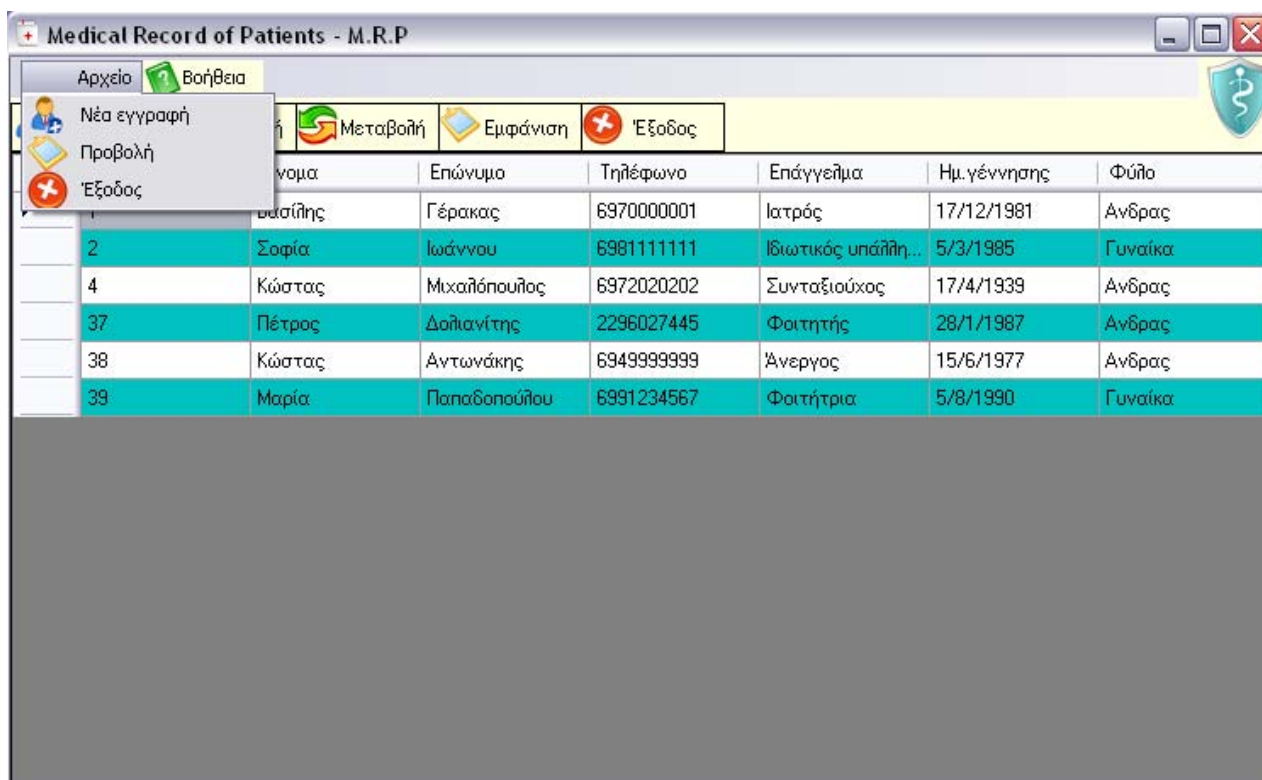 Medical Record of Patients - M.R.P
Αρχείο Βοήθεια
Νέα εγγραφή
Προβολή
Έξοδος
Μεταβολή Εμφάνιση Έξοδος
Επώνυμο Τηλέφωνο Επάγγελμα Ημ.γέννησης Φύλο
1 Βασίλης Γέρακας 6970000001 Ιατρός 17/12/1981 Ανδρας
2 Σοφία Ιωάννου 6981111111 Ιδιωτικός υπάλλη... 5/3/1985 Γυναίκα
4 Κώστας Μιχαλόπουλος 6972020202 Συνταξιούχος 17/4/1939 Ανδρας
37 Πέτρος Δολιανίτης 2296027445 Φοιτητής 28/1/1987 Ανδρας
38 Κώστας Αντωνάκης 6949999999 Άνεργος 15/6/1977 Ανδρας
39 Μαρία Παπαδοπούλου 6991234567 Φοιτήτρια 5/8/1990 Γυναίκα